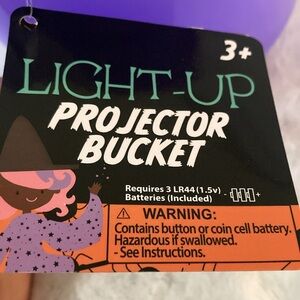 3+
LIGHT-UP
PROJECTOR
BUCKET
Requires 3 LR44 (1.5v)
Batteries (Included)
- +
WARNING:
Contains button or coin cell battery.
Hazardous if swallowed.
- See Instructions.